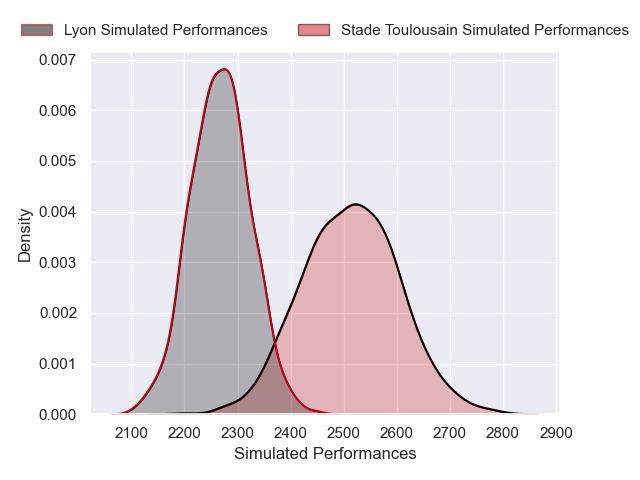 Lyon Simulated Performances
Stade Toulousain Simulated Performances
0.007
0.006
0.005
0.004
0.003
0.002
0.001
0.000
Density
2100 2200 2300 2400 2500 2600 2700 2800 2900
Simulated Performances